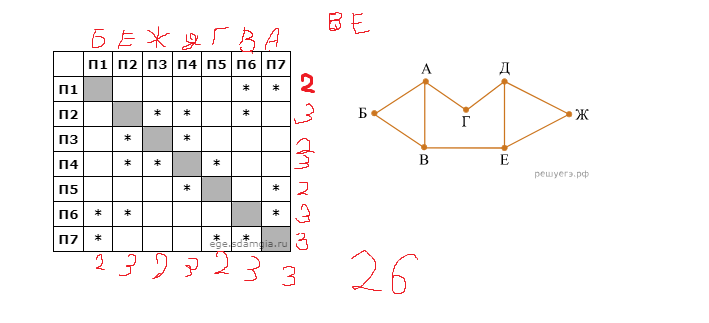 Б Е Ж Д Г В А
В Е
П1 П2 П3 П4 П5 П6 П7
П1 * * 2
П2 * * * 3
П3 * * 2
П4 * * * 3
П5 * * 2
П6 * * * 3
П7 * * * 3
2 3 2 3 2 3 3
ege.sdamgia.ru
А Д
Б Г Ж
В Е
решуегэ.рф
26